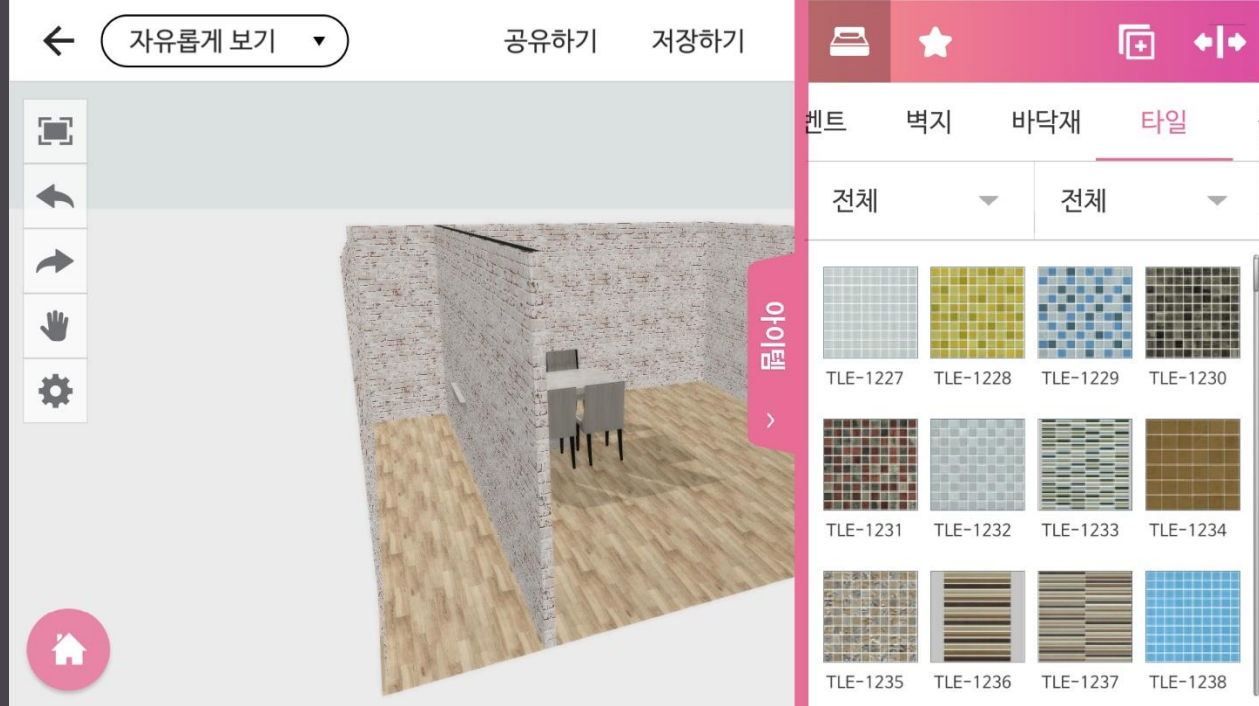 자유롭게 보기
공유하기
저장하기
벤트
벽지
바닥재
타일
전체
전체
아이템
TLE-1227
TLE-1228
TLE-1229
TLE-1230
TLE-1231
TLE-1232
TLE-1233
TLE-1234
TLE-1235
TLE-1236
TLE-1237
TLE-1238